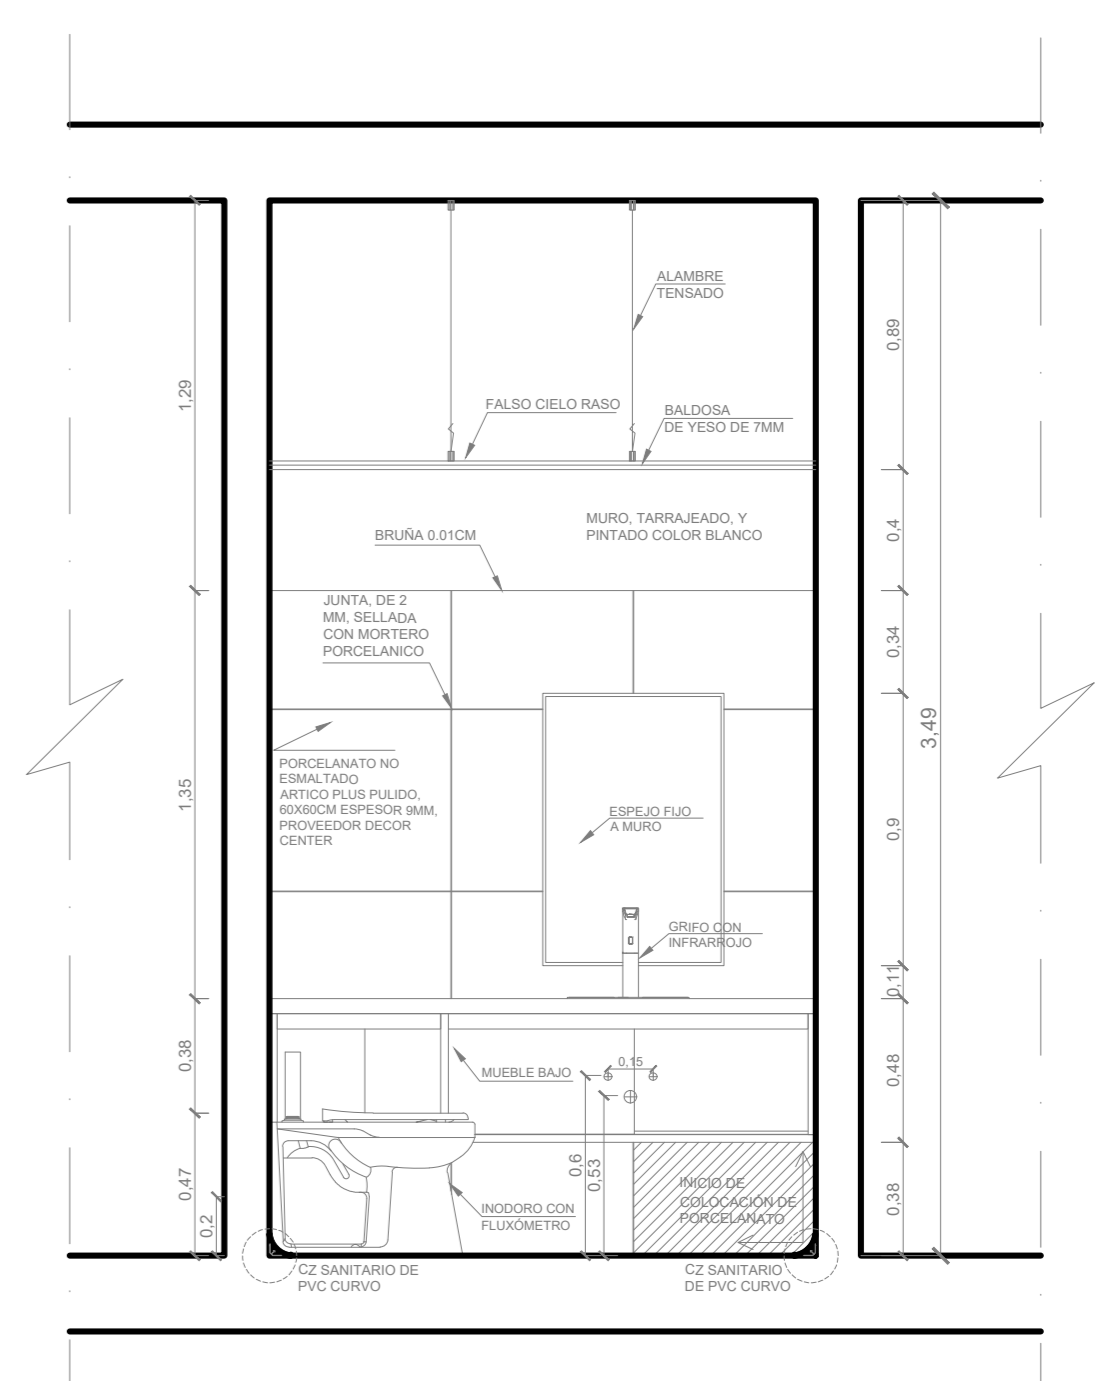 ALAMBRE
TENSADO
FALSO CIELO RASO
BALDOSA
DE YESO DE 7MM
MURO, TARRAJEADO, Y
PINTADO COLOR BLANCO
BRUÑA 0.01CM
JUNTA, DE 2
MM, SELLADA
CON MORTERO
PORCELANICO
PORCELANATO NO
ESMALTADO
ARTICO PLUS PULIDO,
60X60CM ESPESOR 9MM,
PROVEEDOR DECOR
CENTER
ESPEJO FIJO
A MURO
GRIFO CON
INFRARROJO
MUEBLE BAJO
0,15
0,6
0,53
INODORO CON
FLUXÓMETRO
INICIO DE
COLOCACIÓN DE
PORCELANATO
CZ SANITARIO DE
PVC CURVO
CZ SANITARIO
DE PVC CURVO
1,29
1,35
0,38
0,47
0,2
0,89
0,4
0,34
0,9
0,11
0,48
0,38
3,49